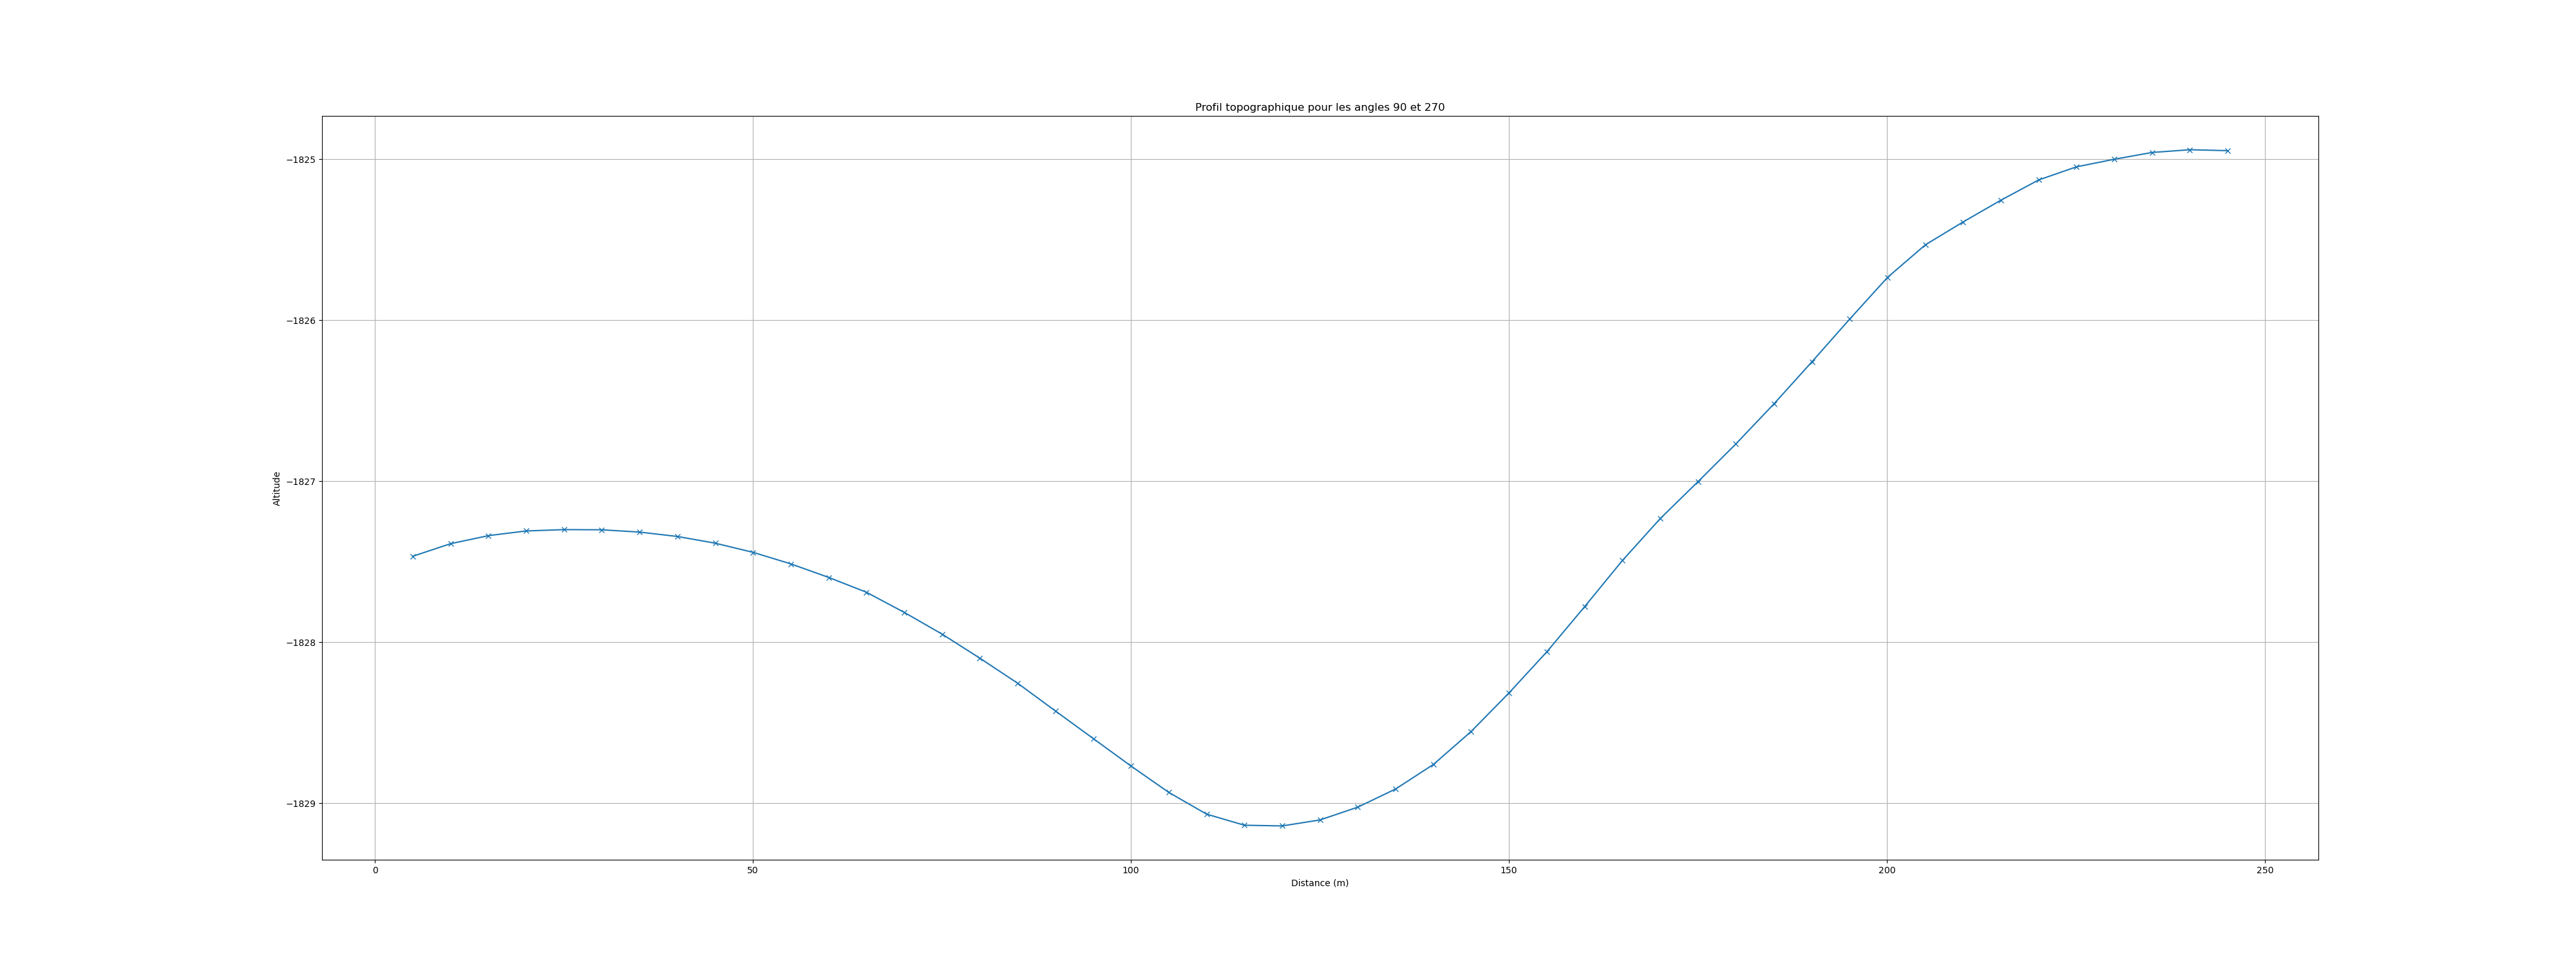 Profil topographique pour les angles 90 et 270
Altitude
−1825
−1826
−1827
−1828
−1829
0 50 100 150 200 250
Distance (m)